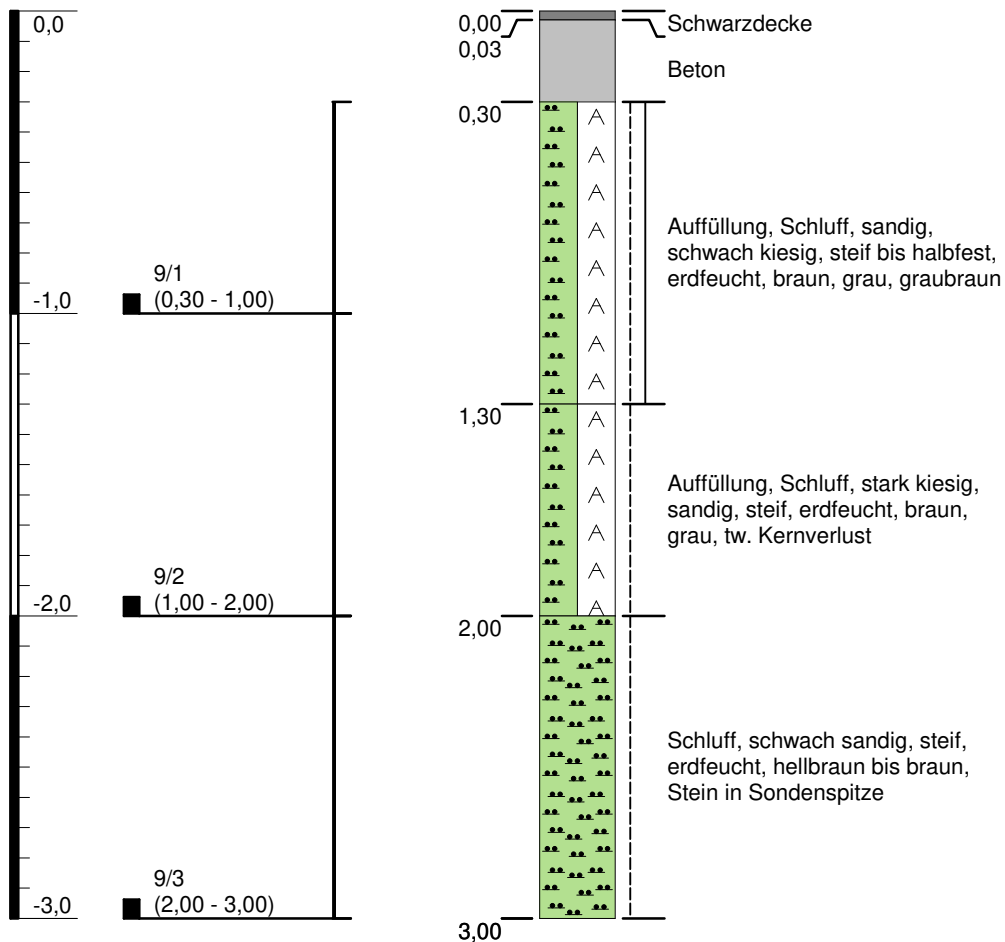 0,0
-1,0
-2,0
-3,0
9/1
(0,30 - 1,00)
9/2
(1,00 - 2,00)
9/3
(2,00 - 3,00)
0,00
0,03
0,30
1,30
2,00
3,00
Schwarzdecke
Beton
Auffüllung, Schluff, sandig,
schwach kiesig, steif bis halbfest,
erdfeucht, braun, grau, graubraun
Auffüllung, Schluff, stark kiesig,
sandig, steif, erdfeucht, braun,
grau, tw. Kernverlust
Schluff, schwach sandig, steif,
erdfeucht, hellbraun bis braun,
Stein in Sondenspitze